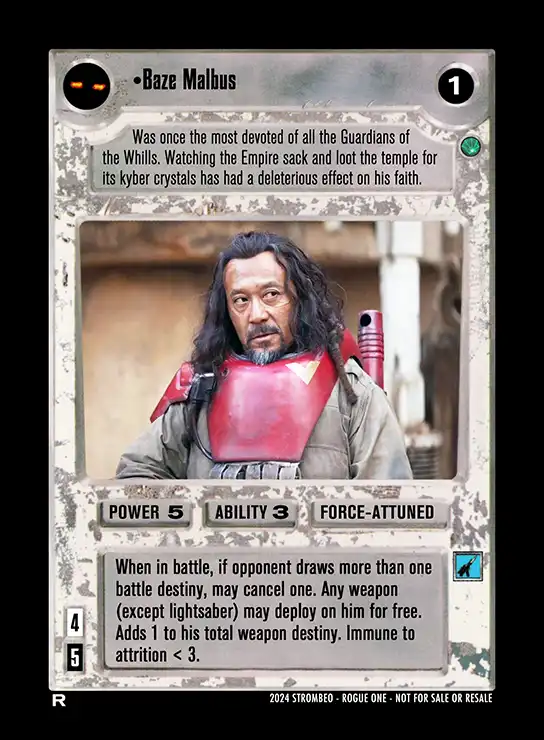 •Baze Malbus
1
Was once the most devoted of all the Guardians of
the Whills. Watching the Empire sack and loot the temple for
its kyber crystals has had a deleterious effect on his faith.
POWER 5 ABILITY 3 FORCE-ATTUNED
When in battle, if opponent draws more than one
battle destiny, may cancel one. Any weapon
(except lightsaber) may deploy on him for free.
Adds 1 to his total weapon destiny. Immune to
attrition < 3.
4
5
R
2024 STROMBEO - ROGUE ONE - NOT FOR SALE OR RESALE